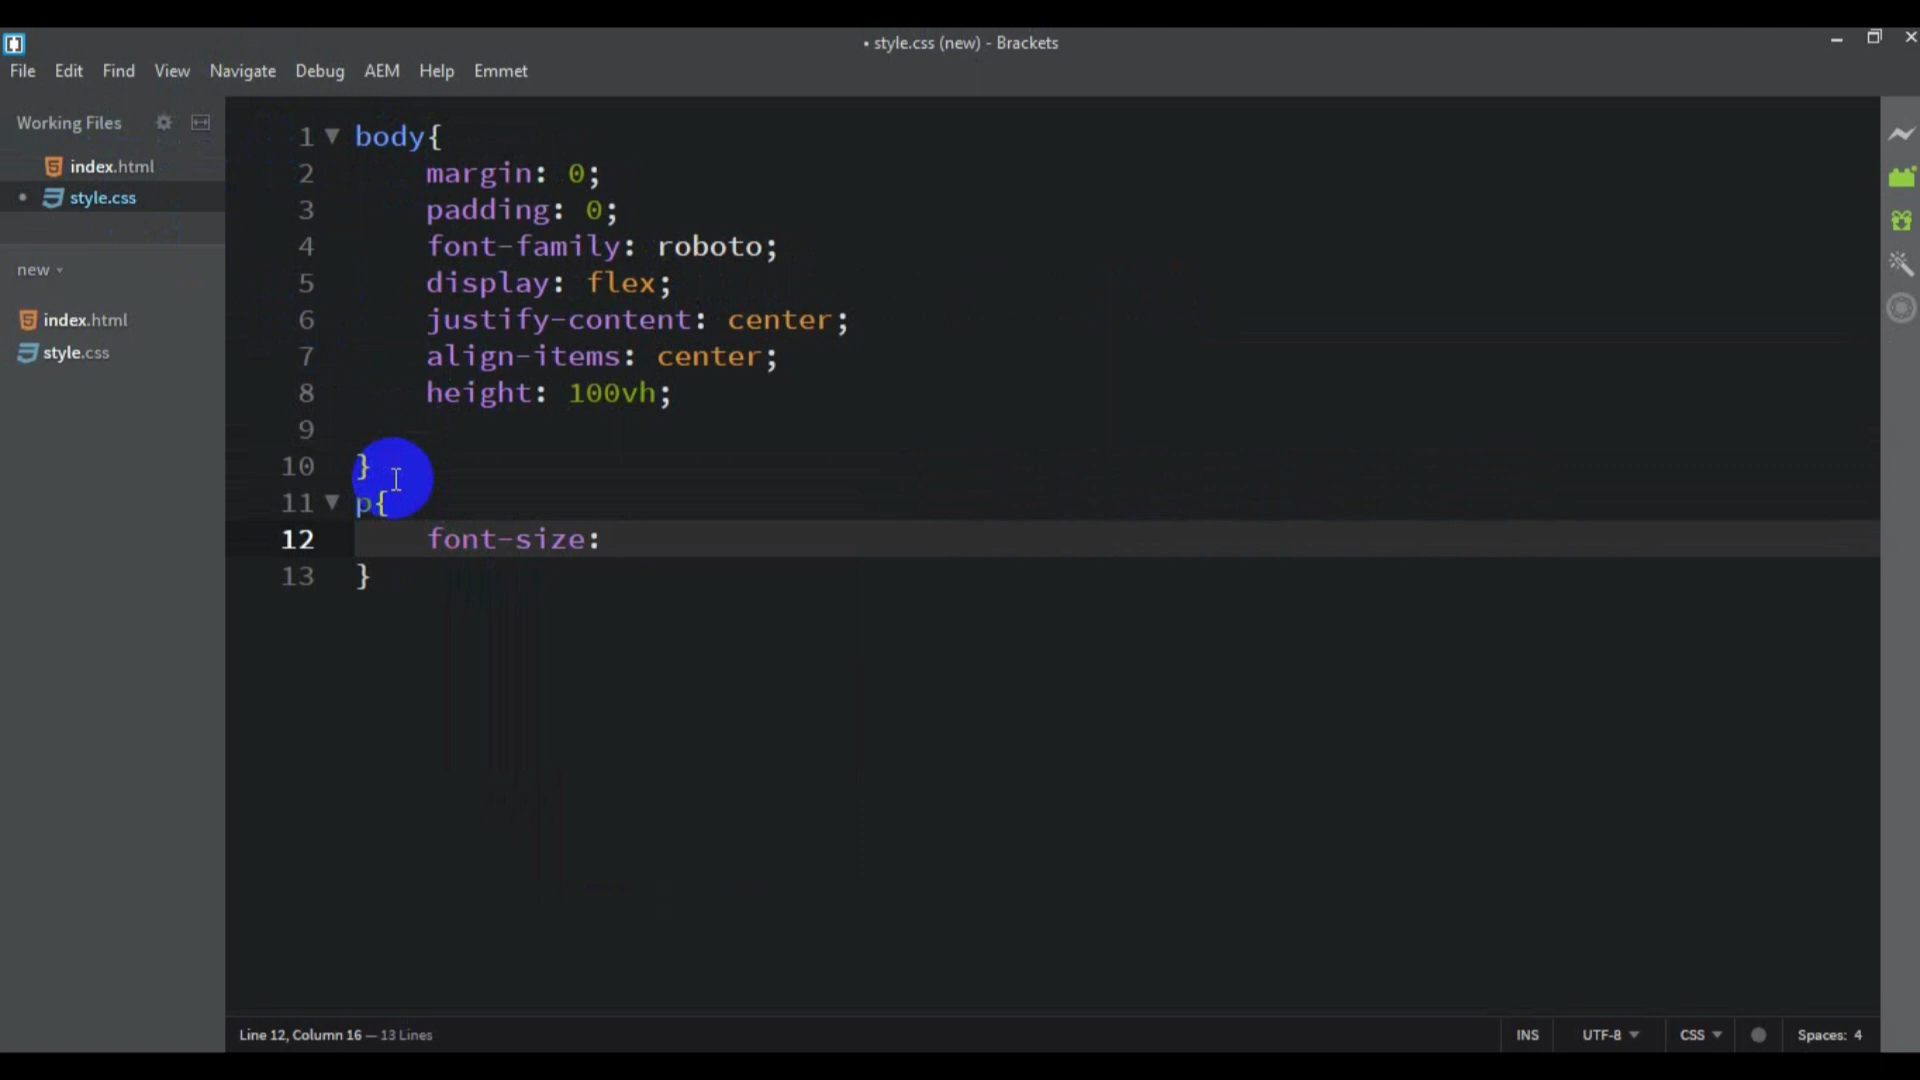 • style.css (new) - Brackets
File Edit Find View Navigate Debug AEM Help Emmet
Working Files
index.html
• style.css
new
index.html
style.css
1 body{
2 margin: 0;
3 padding: 0;
4 font-family: roboto;
5 display: flex;
6 justify-content: center;
7 align-items: center;
8 height: 100vh;
9
10 }
11 p{
12 font-size:
13 }
Line 12, Column 16 — 13 Lines
INS UTF-8 CSS Spaces: 4